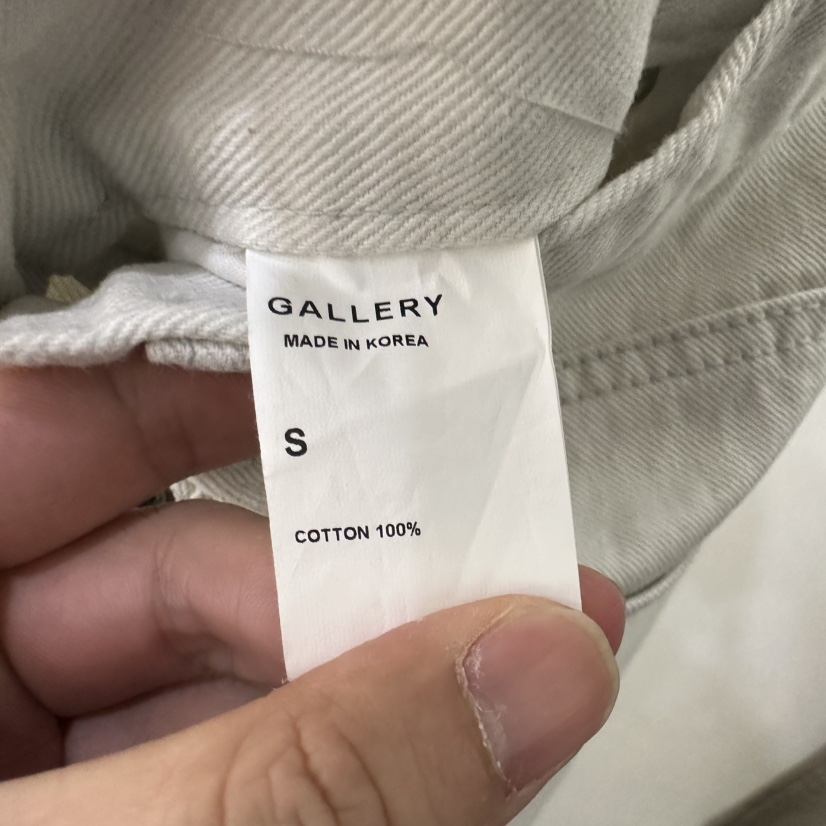 GALLERY
MADE IN KOREA
S
COTTON 100%